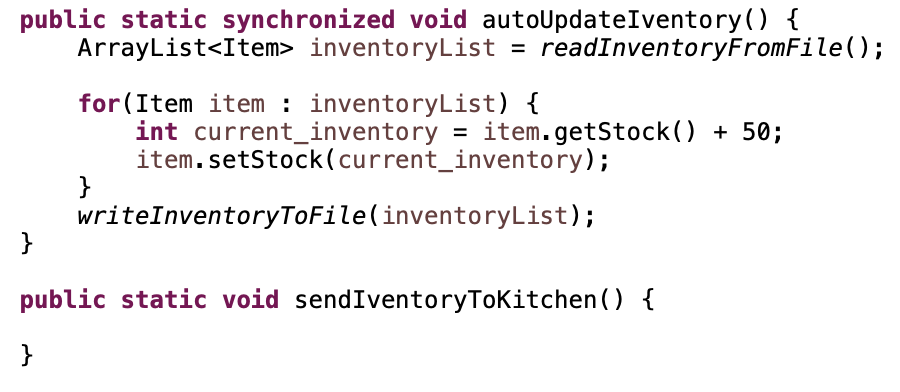 public static synchronized void autoUpdateIventory() {
    ArrayList<Item> inventoryList = readInventoryFromFile();

    for(Item item : inventoryList) {
        int current_inventory = item.getStock() + 50;
        item.setStock(current_inventory);
    }
    writeInventoryToFile(inventoryList);
}

public static void sendIventoryToKitchen() {

}